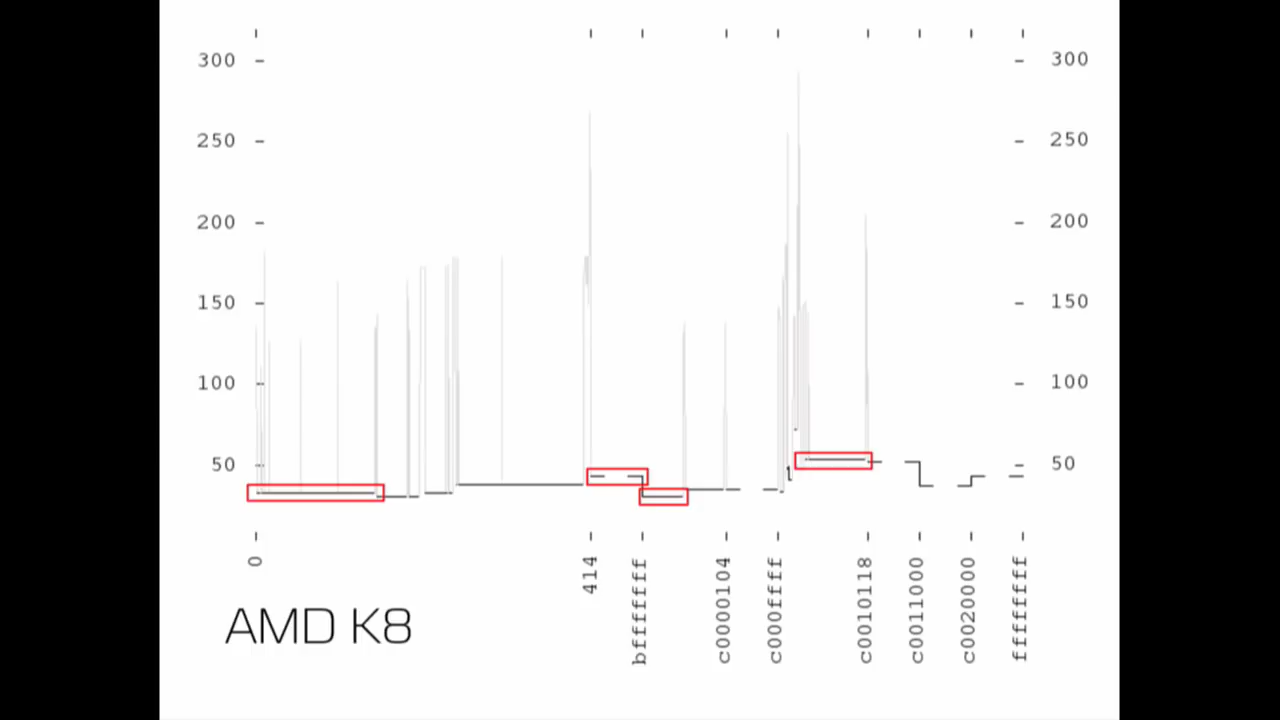 300 300
250 250
200 200
150 150
100 100
50 50
0
414
bfffffff
c0000104
c000ffff
c0010118
c0011000
c0020000
ffffffff
AMD K8